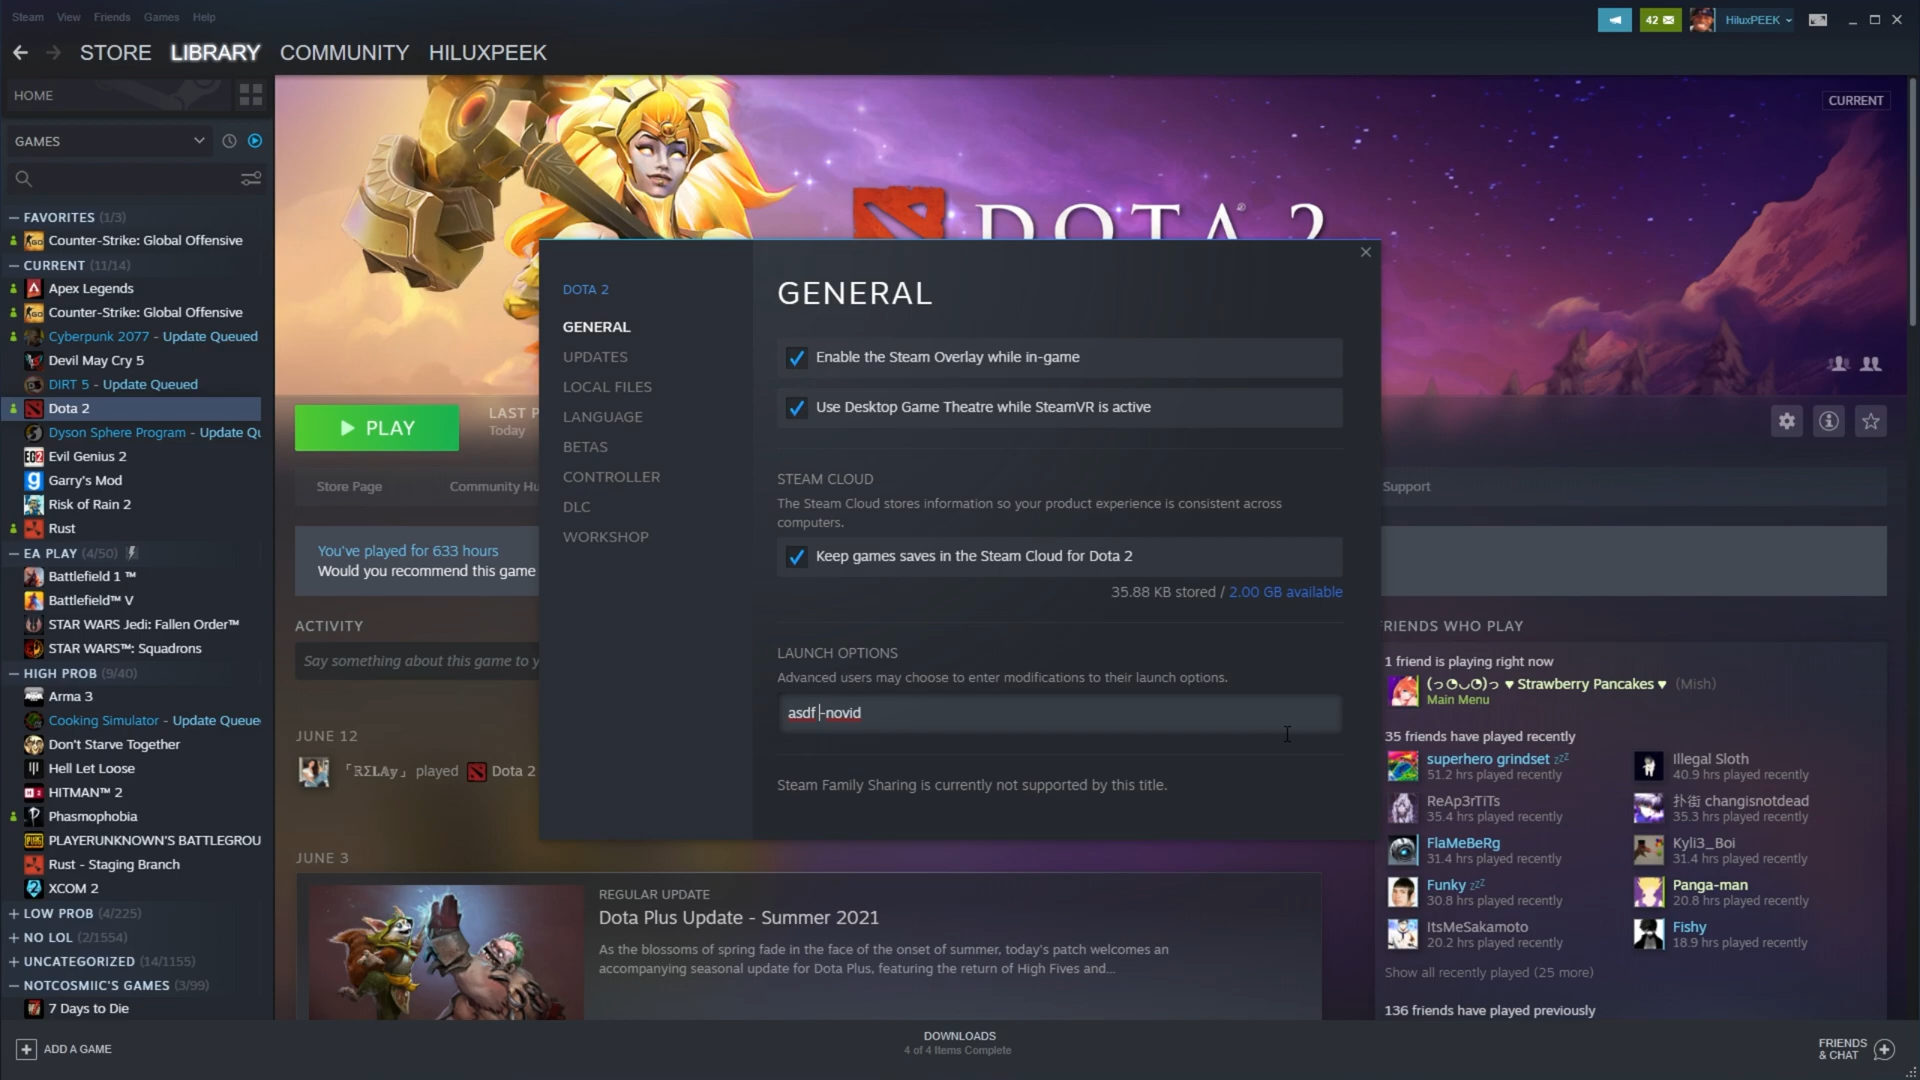 Steam View Friends Games Help
42
HiluxPEEK
STORE LIBRARY COMMUNITY HILUXPEEK
HOME
GAMES
— FAVORITES (1/3)
Counter-Strike: Global Offensive
— CURRENT (11/14)
Apex Legends
Counter-Strike: Global Offensive
Cyberpunk 2077 - Update Queued
Devil May Cry 5
DIRT 5 - Update Queued
Dota 2
Dyson Sphere Program - Update Qu
Evil Genius 2
Garry's Mod
Risk of Rain 2
Rust
— EA PLAY (4/50)
Battlefield 1 ™
Battlefield™ V
STAR WARS Jedi: Fallen Order™
STAR WARS™: Squadrons
— HIGH PROB (9/40)
Arma 3
Cooking Simulator - Update Queue
Don't Starve Together
Hell Let Loose
HITMAN™ 2
Phasmophobia
PLAYERUNKNOWN'S BATTLEGROU
Rust - Staging Branch
XCOM 2
+ LOW PROB (4/225)
+ NO LOL (2/1554)
+ UNCATEGORIZED (14/1155)
— NOTCOSMIIC'S GAMES (3/99)
7 Days to Die
ADD A GAME
CURRENT
DOTA 2
PLAY
LAST P
Today
Store Page
Community Hu
Support
You've played for 633 hours
Would you recommend this game
ACTIVITY
Say something about this game to y
JUNE 12
「RΣLAy」 played Dota 2
JUNE 3
REGULAR UPDATE
Dota Plus Update - Summer 2021
As the blossoms of spring fade in the face of the onset of summer, today's patch welcomes an
accompanying seasonal update for Dota Plus, featuring the return of High Fives and...
DOTA 2
GENERAL
UPDATES
LOCAL FILES
LANGUAGE
BETAS
CONTROLLER
DLC
WORKSHOP
GENERAL
Enable the Steam Overlay while in-game
Use Desktop Game Theatre while SteamVR is active
STEAM CLOUD
The Steam Cloud stores information so your product experience is consistent across
computers.
Keep games saves in the Steam Cloud for Dota 2
35.88 KB stored / 2.00 GB available
LAUNCH OPTIONS
Advanced users may choose to enter modifications to their launch options.
asdf -novid
Steam Family Sharing is currently not supported by this title.
RIENDS WHO PLAY
1 friend is playing right now
(っ◔◡◔)っ ♥ Strawberry Pancakes ♥ (Mish)
Main Menu
35 friends have played recently
superhero grindset zZZ
51.2 hrs played recently
Illegal Sloth
40.9 hrs played recently
ReAp3rTiTs
35.4 hrs played recently
扑街 changisnotdead
35.3 hrs played recently
FlaMeBeRg
31.4 hrs played recently
Kyli3_Boi
31.4 hrs played recently
Funky zZZ
30.8 hrs played recently
Panga-man
20.8 hrs played recently
ItsMeSakamoto
20.2 hrs played recently
Fishy
18.9 hrs played recently
Show all recently played (25 more)
136 friends have played previously
DOWNLOADS
4 of 4 Items Complete
FRIENDS
& CHAT